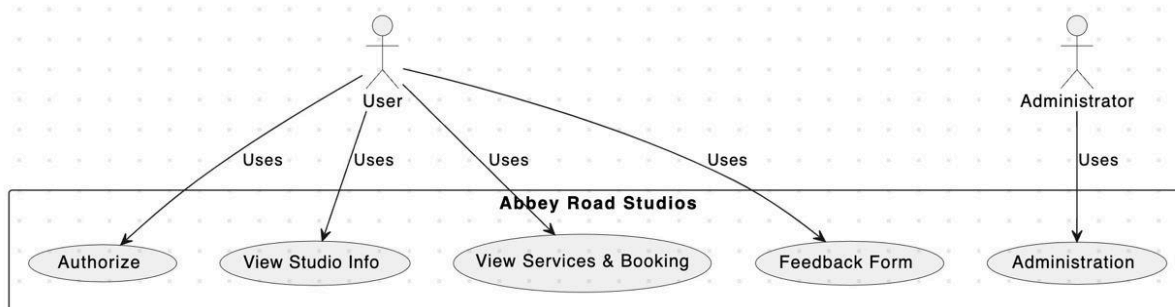 User
Administrator
Uses
Uses
Uses
Uses
Uses
Abbey Road Studios
Authorize
View Studio Info
View Services & Booking
Feedback Form
Administration